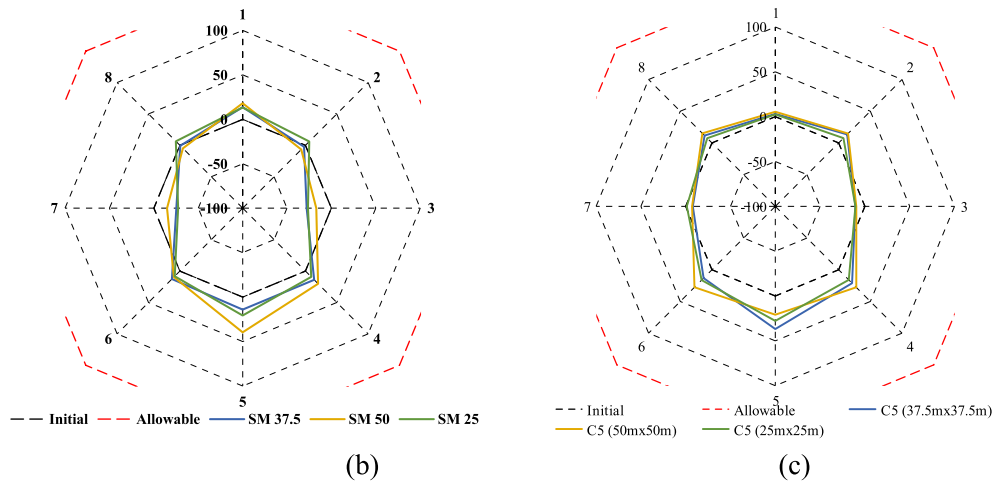 1
100
2
8
50
0
-50
7
-100
3
6
4
5
Initial
Allowable
SM 37.5
SM 50
SM 25
(b)
1
100
2
8
50
0
-50
7
-100
3
6
4
5
Initial
Allowable
C5 (37.5mx37.5m)
C5 (50mx50m)
C5 (25mx25m)
(c)